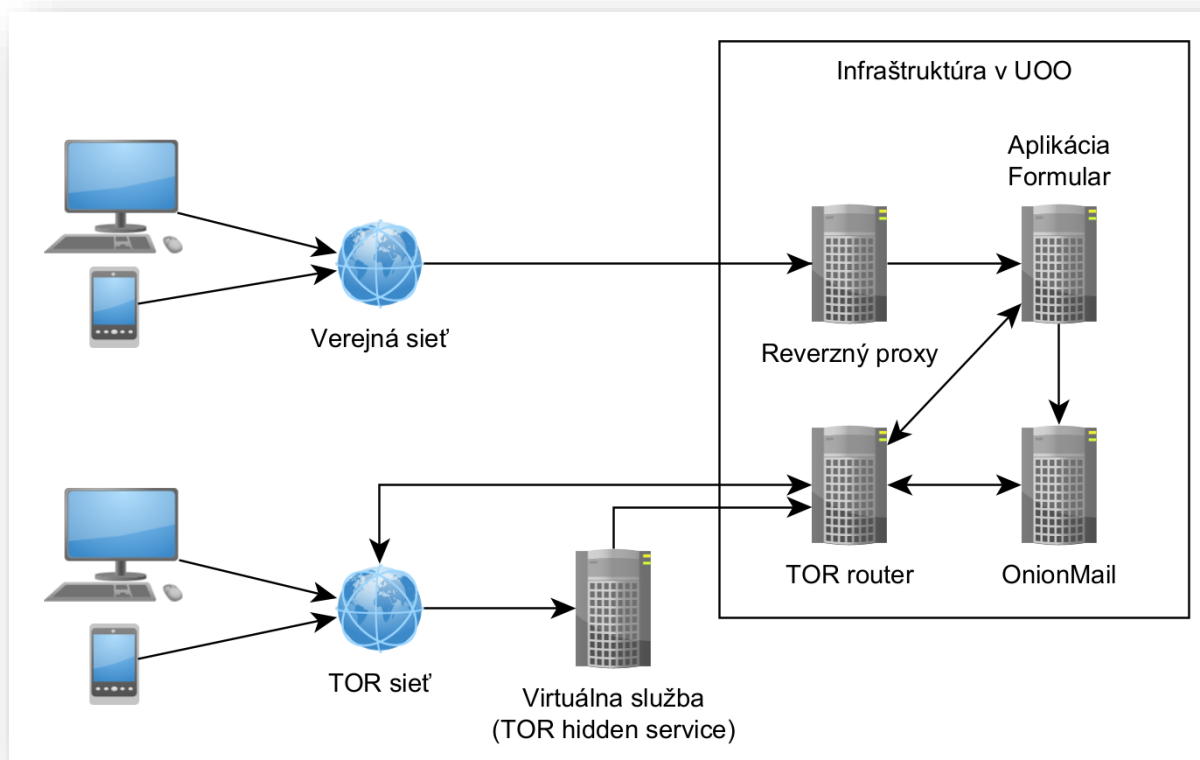 Infraštruktúra v UOO
Aplikácia
Formular
Verejná sieť
Reverzný proxy
TOR router
OnionMail
TOR sieť
Virtuálna služba
(TOR hidden service)